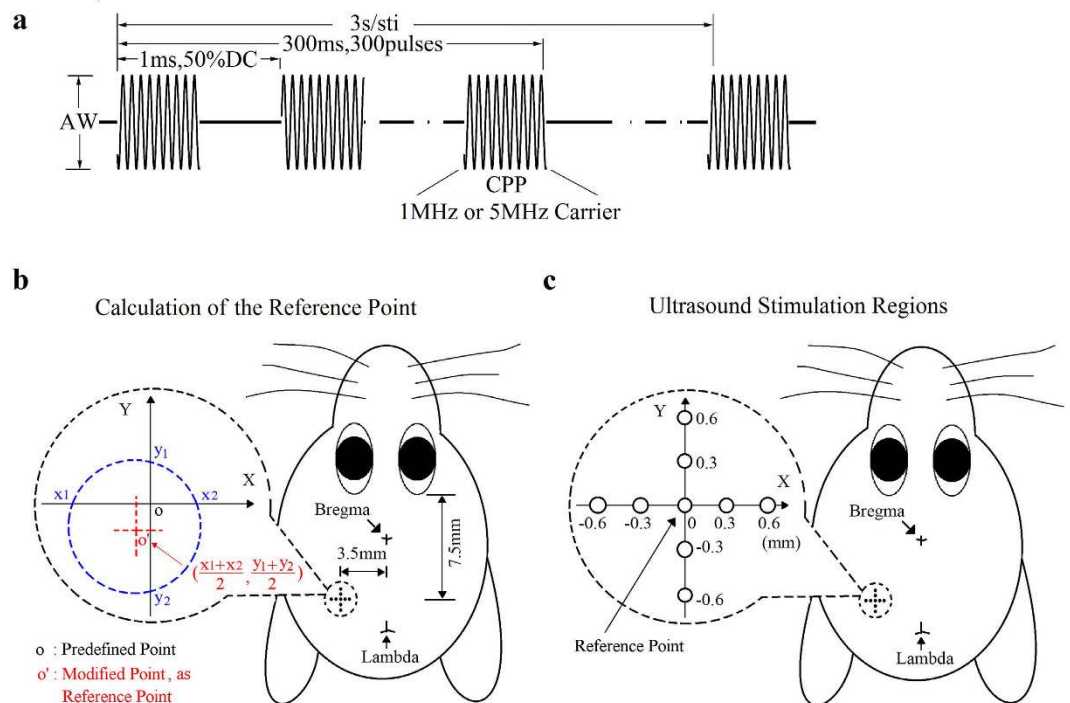 a
3s/sti
300ms,300pulses
1ms,50%DC
AW
CPP
1MHz or 5MHz Carrier
b
Calculation of the Reference Point
Y
y1
x1
x2
X
o
o'
(x1+x2/2, y1+y2/2)
y2
Bregma
3.5mm
7.5mm
Lambda
o : Predefined Point
o' : Modified Point, as
Reference Point
c
Ultrasound Stimulation Regions
Y
0.6
0.3
X
-0.6 -0.3 0 0.3 0.6
(mm)
-0.3
-0.6
Reference Point
Bregma
Lambda